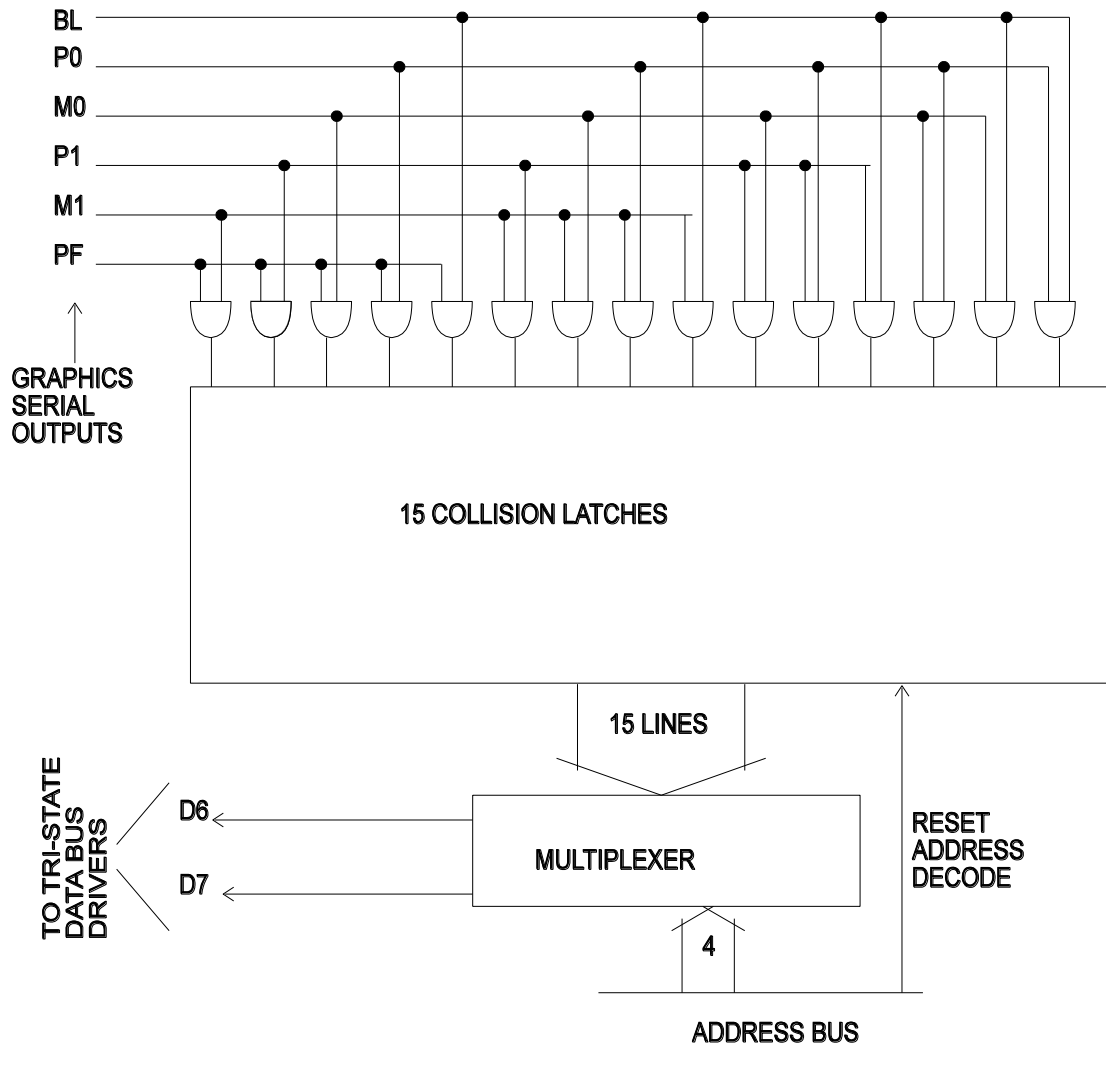 BL
P0
M0
P1
M1
PF
GRAPHICS
SERIAL
OUTPUTS
15 COLLISION LATCHES
15 LINES
TO TRI-STATE
DATA BUS
DRIVERS
D6
D7
MULTIPLEXER
RESET
ADDRESS
DECODE
4
ADDRESS BUS